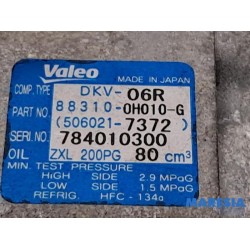 Valeo
MADE IN JAPAN
COMP. TYPE DKV-06R
PART NO 88310-0H010-G
(506021-7372)
SERI. NO. 784010300
OIL ZXL 200PG 80 cm³
MIN. TEST PRESSURE
HIGH SIDE 2.9 MPaG
LOW SIDE 1.5 MPaG
REFRIG. HFC-134a